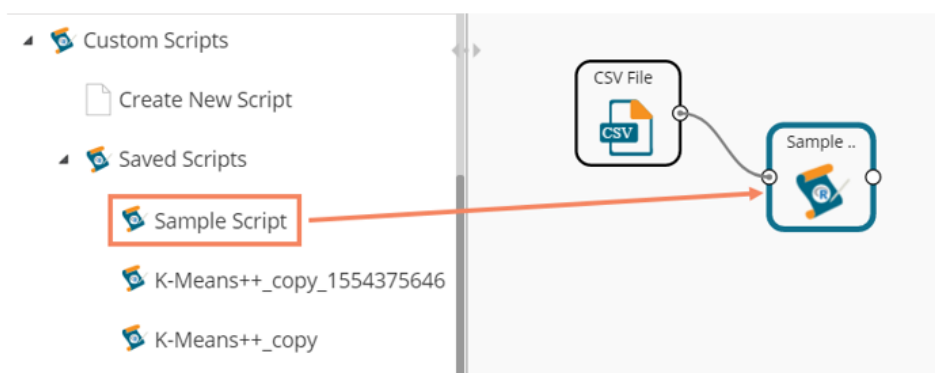 Custom Scripts
Create New Script
Saved Scripts
Sample Script
K-Means++_copy_1554375646
K-Means++_copy
CSV File
CSV
Sample ..
R